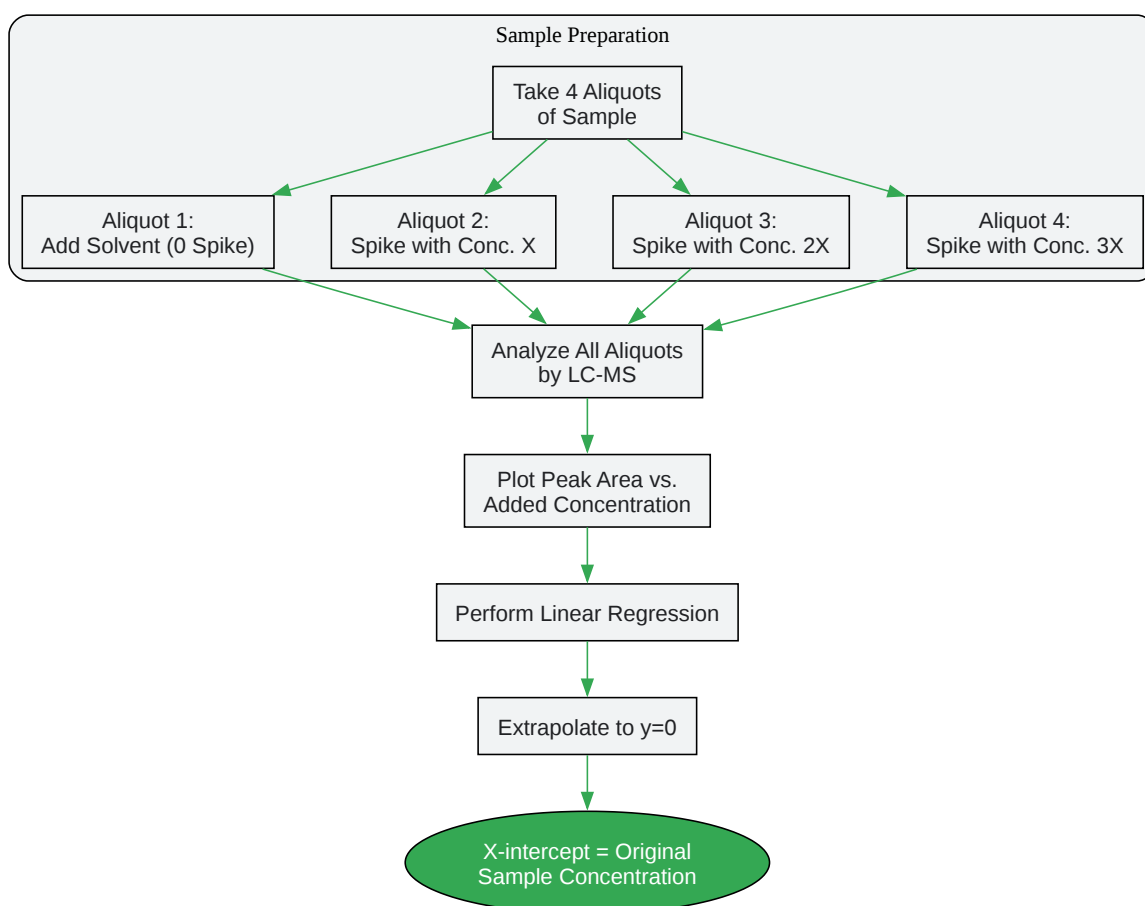 Sample Preparation
Take 4 Aliquots
of Sample
Aliquot 1:
Add Solvent (0 Spike)
Aliquot 2:
Spike with Conc. X
Aliquot 3:
Spike with Conc. 2X
Aliquot 4:
Spike with Conc. 3X
Analyze All Aliquots
by LC-MS
Plot Peak Area vs.
Added Concentration
Perform Linear Regression
Extrapolate to y=0
X-intercept = Original
Sample Concentration